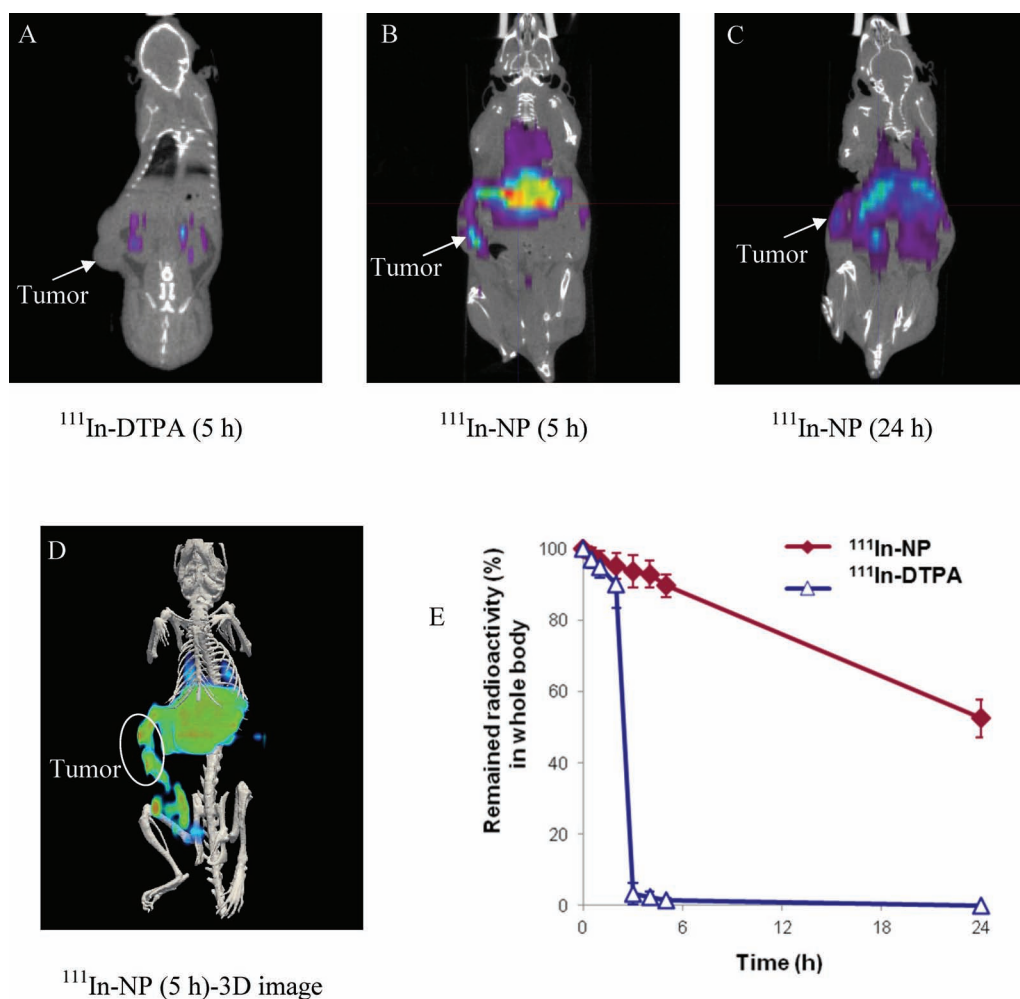 A
B
C
Tumor
Tumor
Tumor
¹¹¹In-DTPA (5 h)
¹¹¹In-NP (5 h)
¹¹¹In-NP (24 h)
D
Tumor
¹¹¹In-NP (5 h)-3D image
E
Remained radioactivity (%)
in whole body
100
80
60
40
20
0
0
6
12
18
24
Time (h)
¹¹¹In-NP
¹¹¹In-DTPA